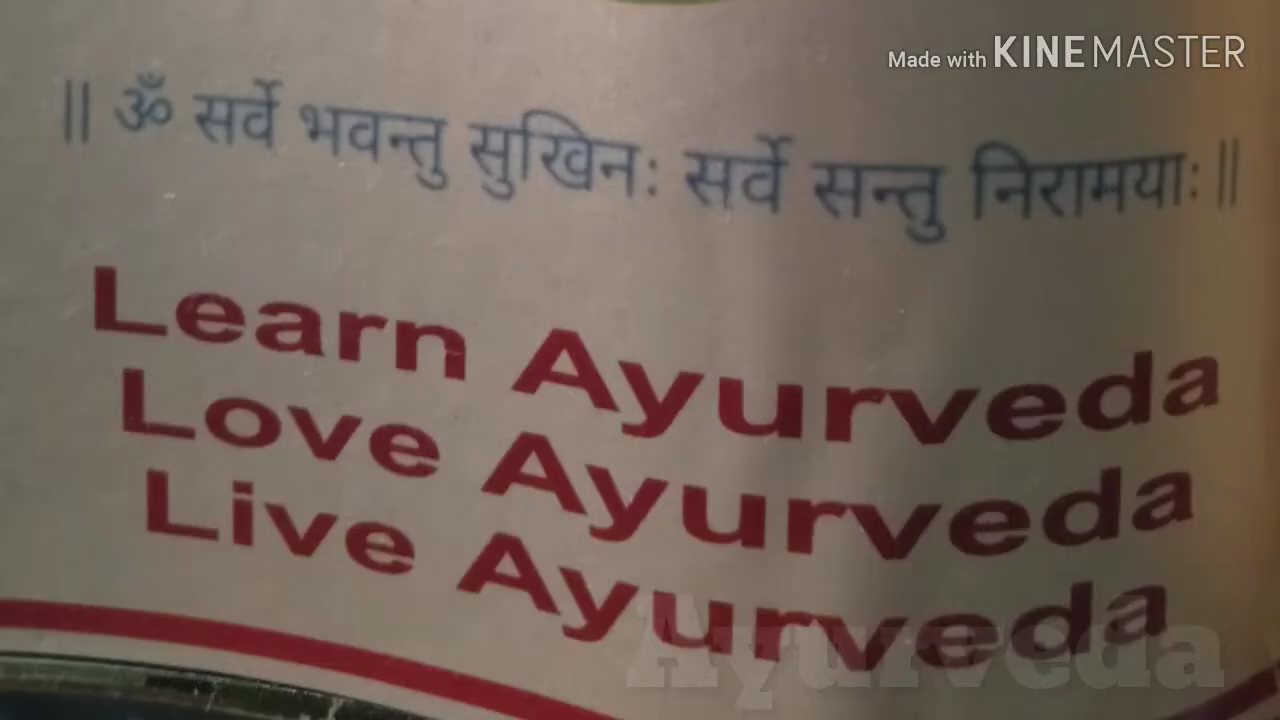 Made with KINEMASTER
|| ॐ सर्वे भवन्तु सुखिनः सर्वे सन्तु निरामयाः ||
Learn Ayurveda
Love Ayurveda
Live Ayurveda
Ayurveda